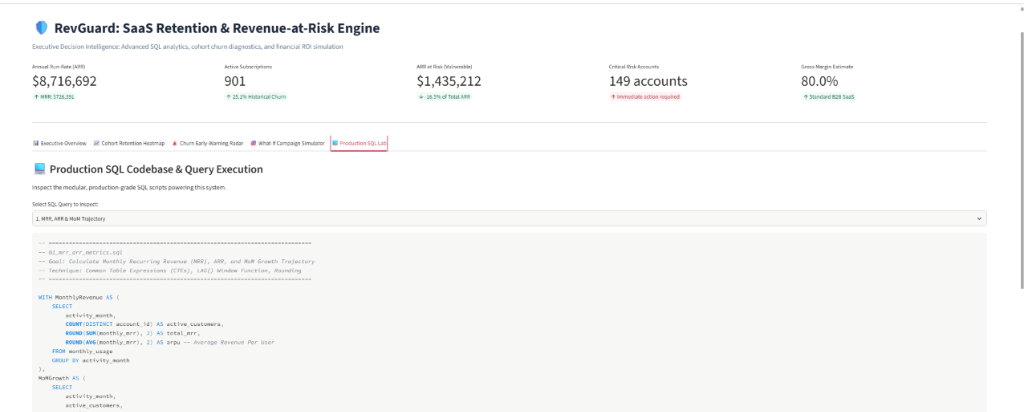 RevGuard: SaaS Retention & Revenue-at-Risk Engine
Executive Decision Intelligence: Advanced SQL analytics, cohort churn diagnostics, and financial ROI simulation
Annual Run-Rate (ARR)
$8,716,692
↑ MRR: $726,391
Active Subscriptions
901
↑ 25.1% Historical Churn
ARR at Risk (Vulnerable)
$1,435,212
16.5% of Total ARR
Critical Risk Accounts
149 accounts
↑ Immediate action required
Gross Margin Estimate
80.0%
↑ Standard B2B SaaS
Executive Overview
Cohort Retention Heatmap
Churn Early-Warning Radar
What-If Campaign Simulator
Production SQL Lab
Production SQL Codebase & Query Execution
Inspect the modular, production-grade SQL scripts powering this system.
Select SQL Query to Inspect:
1. MRR, ARR & MoM Trajectory
-- 01_mrr_arr_metrics.sql
-- Goal: Calculate Monthly Recurring Revenue (MRR), ARR, and MoM Growth Trajectory
-- Technique: Common Table Expressions (CTEs), LAG() Window Function, Rounding
WITH MonthlyRevenue AS (
SELECT
activity_month,
COUNT(DISTINCT account_id) AS active_customers,
ROUND(SUM(monthly_mrr), 2) AS total_mrr,
ROUND(AVG(monthly_mrr), 2) AS arpu -- Average Revenue Per User
FROM monthly_usage
GROUP BY activity_month
),
MoMGrowth AS (
SELECT
activity_month,
active_customers,